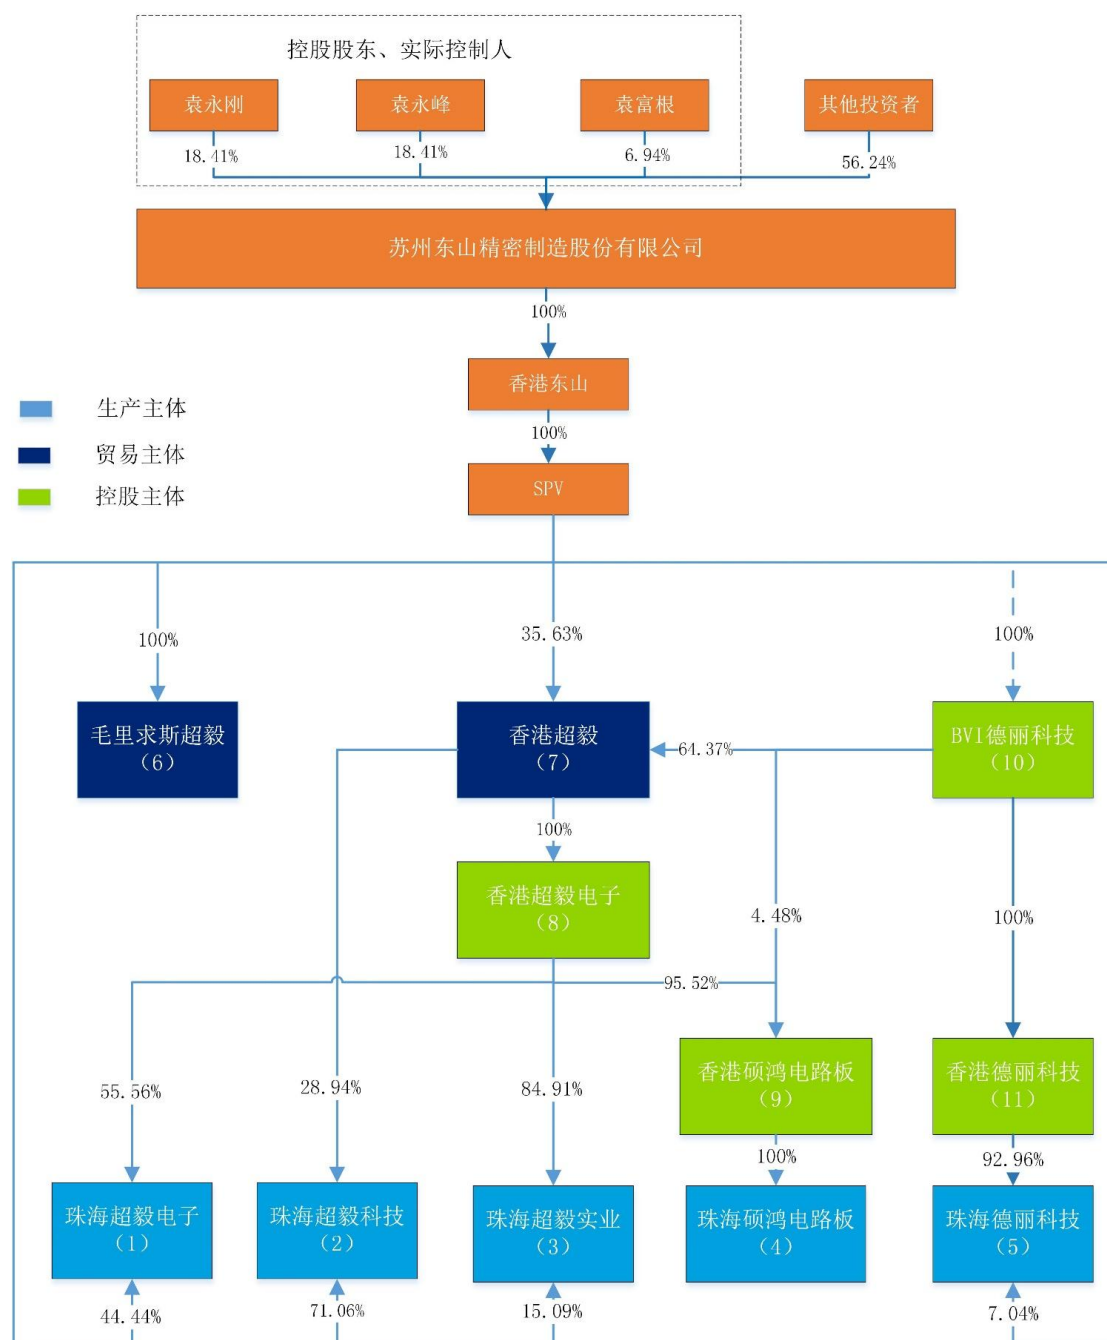 控股股东、实际控制人
袁永刚
袁永峰
袁富根
其他投资者
18.41%
18.41%
6.94%
56.24%
苏州东山精密制造股份有限公司
100%
香港东山
100%
SPV
生产主体
贸易主体
控股主体
100%
35.63%
100%
毛里求斯超毅
(6)
香港超毅
(7)
64.37%
BVI德丽科技
(10)
100%
香港超毅电子
(8)
4.48%
100%
95.52%
55.56%
28.94%
84.91%
香港硕鸿电路板
(9)
香港德丽科技
(11)
100%
92.96%
珠海超毅电子
(1)
珠海超毅科技
(2)
珠海超毅实业
(3)
珠海硕鸿电路板
(4)
珠海德丽科技
(5)
44.44%
71.06%
15.09%
7.04%